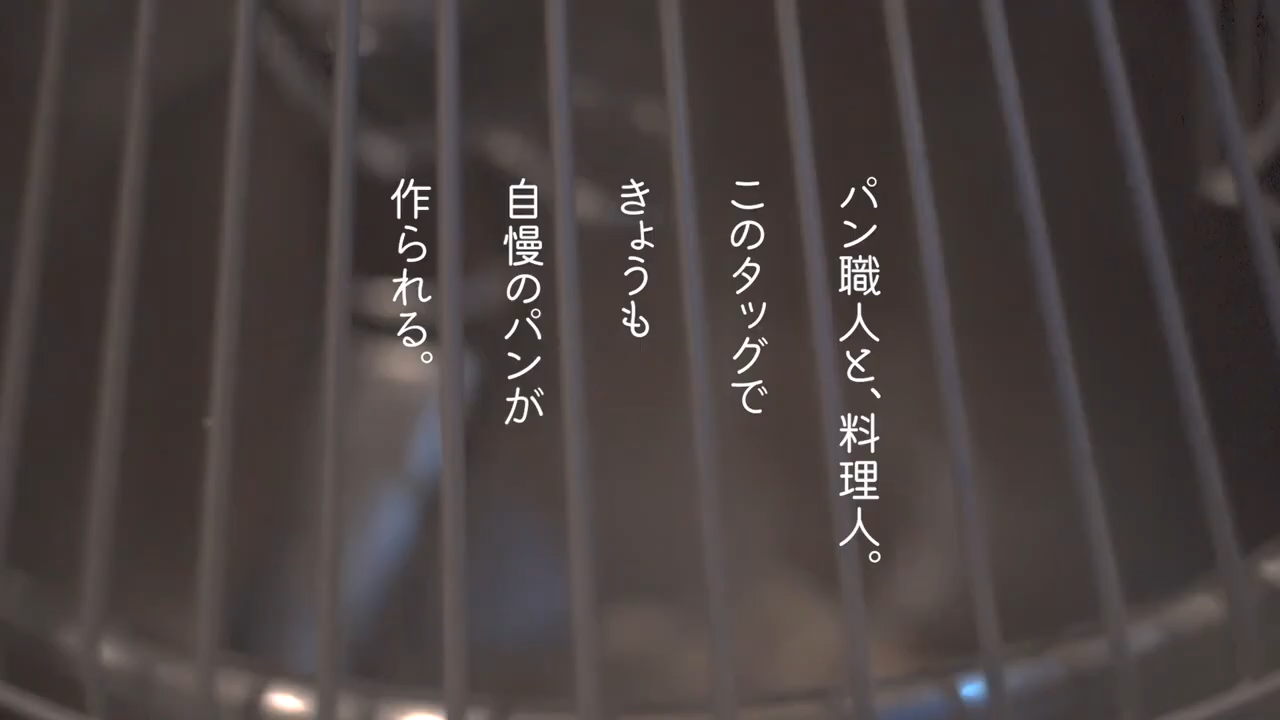 パン職人と、料理人。
このタッグで
きょうも
自慢のパンが
作られる。